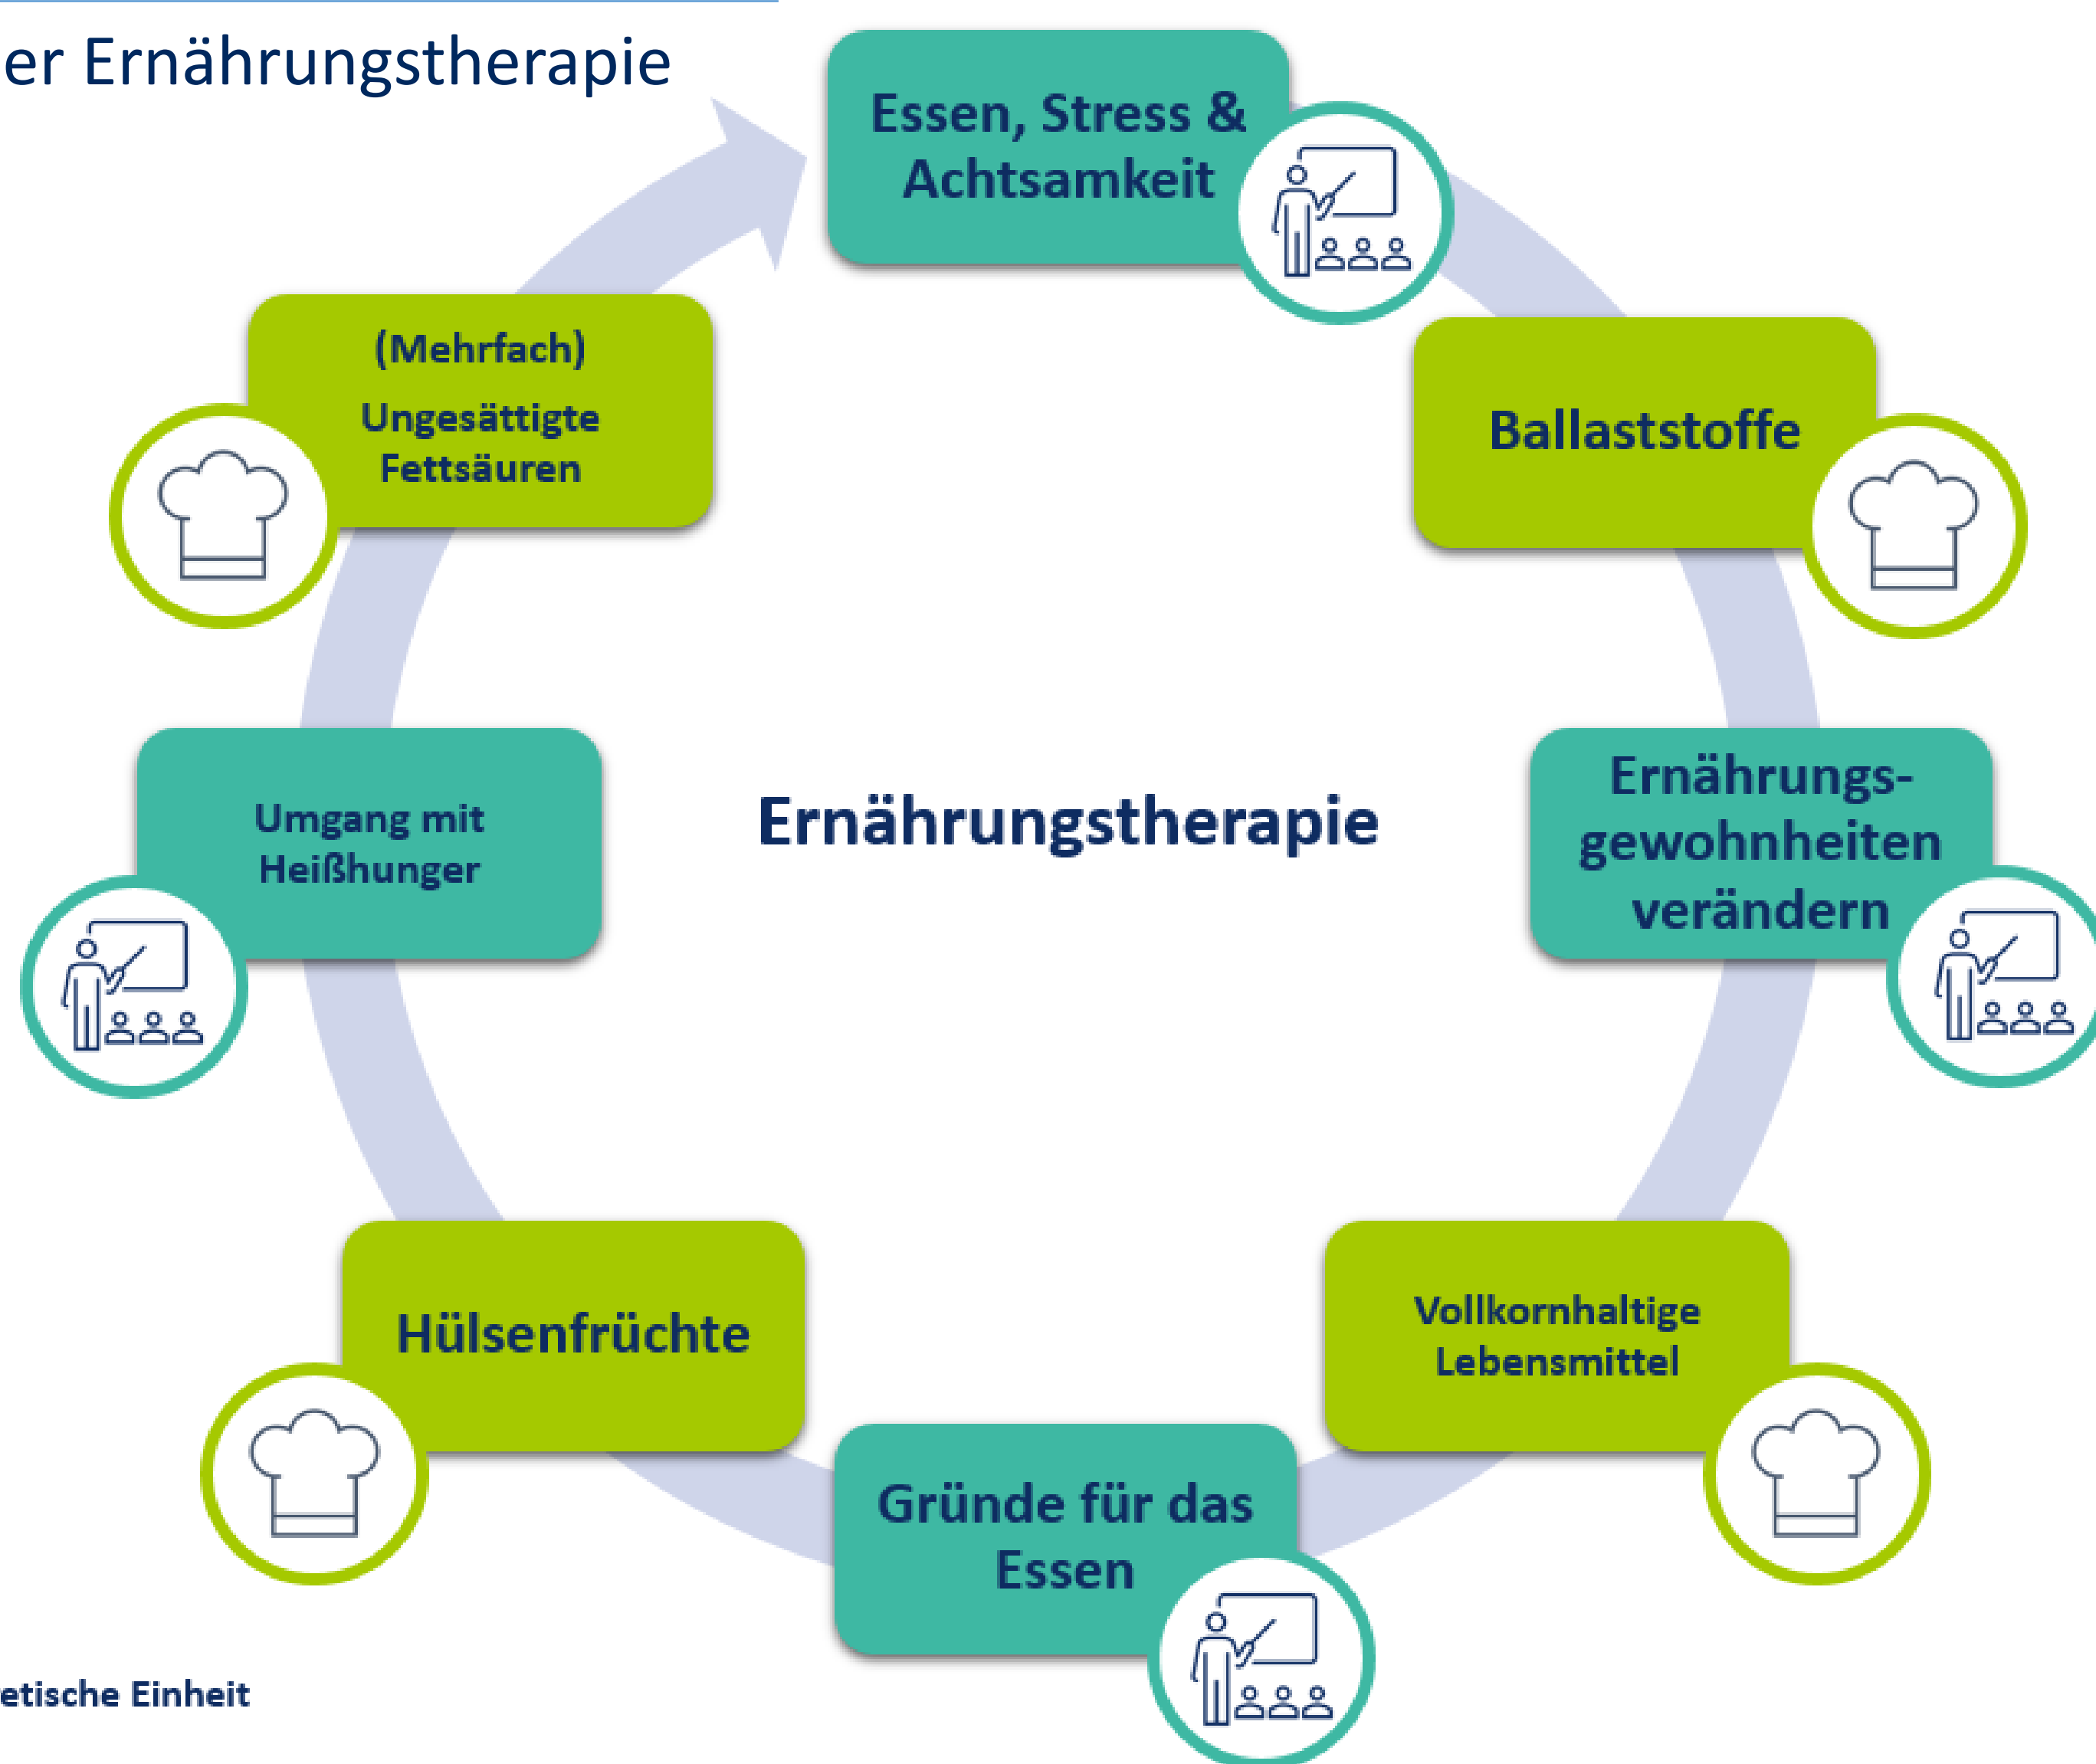 er Ernährungstherapie
Essen, Stress &
Achtsamkeit
Ballaststoffe
Ernährungs-
gewohnheiten
verändern
Vollkornhaltige
Lebensmittel
Gründe für das
Essen
Hülsenfrüchte
Umgang mit
Heißhunger
(Mehrfach)
Ungesättigte
Fettsäuren
Ernährungstherapie
etische Einheit